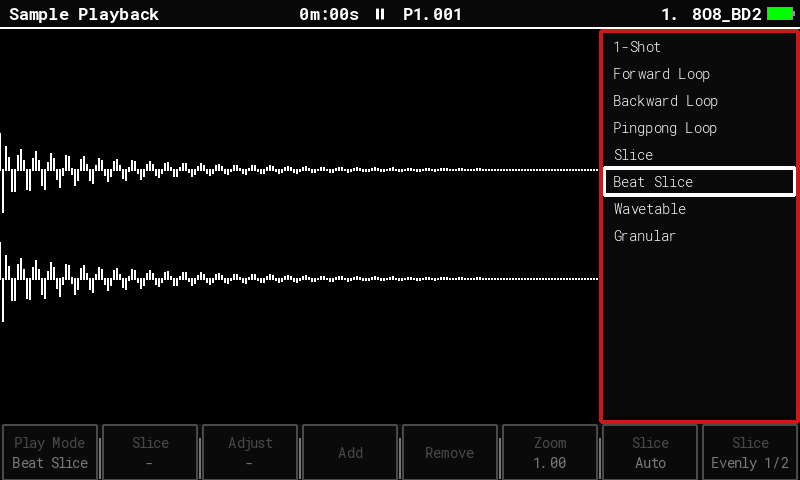 Sample Playback 0m:00s P1.001 1. 808_BD2
1-Shot
Forward Loop
Backward Loop
Pingpong Loop
Slice
Beat Slice
Wavetable
Granular
Play Mode Slice Adjust Add Remove Zoom Slice Slice
Beat Slice - - 1.00 Auto Evenly 1/2